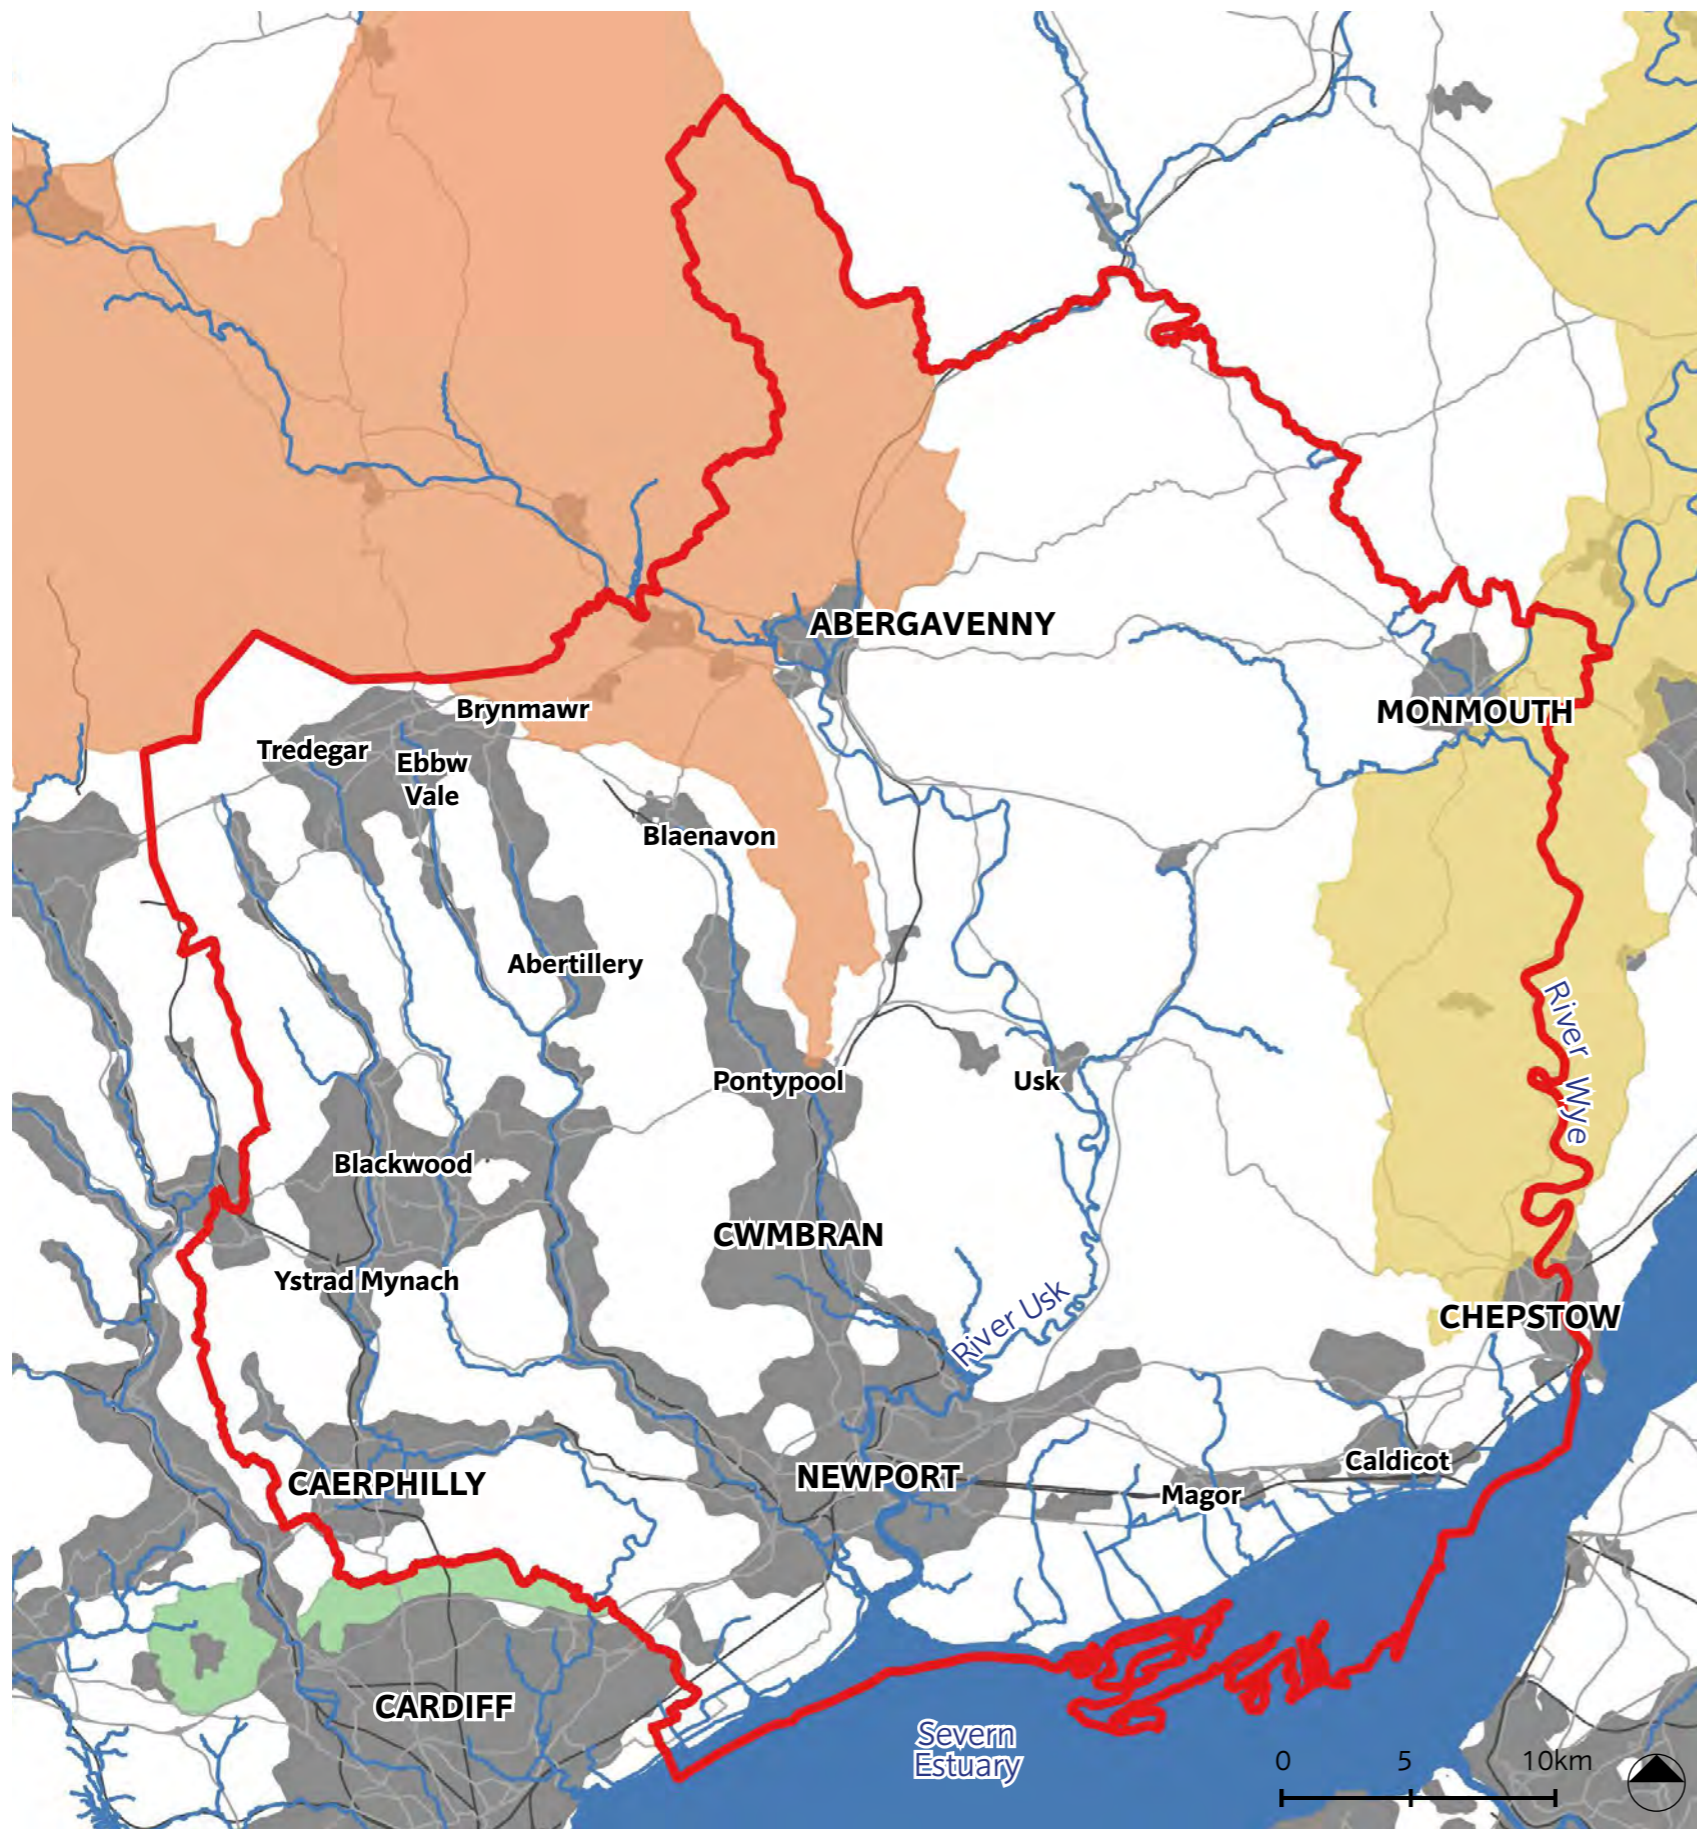 ABERGAVENNY
MONMOUTH
Brynmawr
Tredegar
Ebbw
Vale
Blaenavon
Abertillery
River Wye
Pontypool
Usk
Blackwood
CWMBRAN
Ystrad Mynach
River Usk
CHEPSTOW
Caldicot
CAERPHILLY
NEWPORT
Magor
CARDIFF
Severn
Estuary
0 5 10km